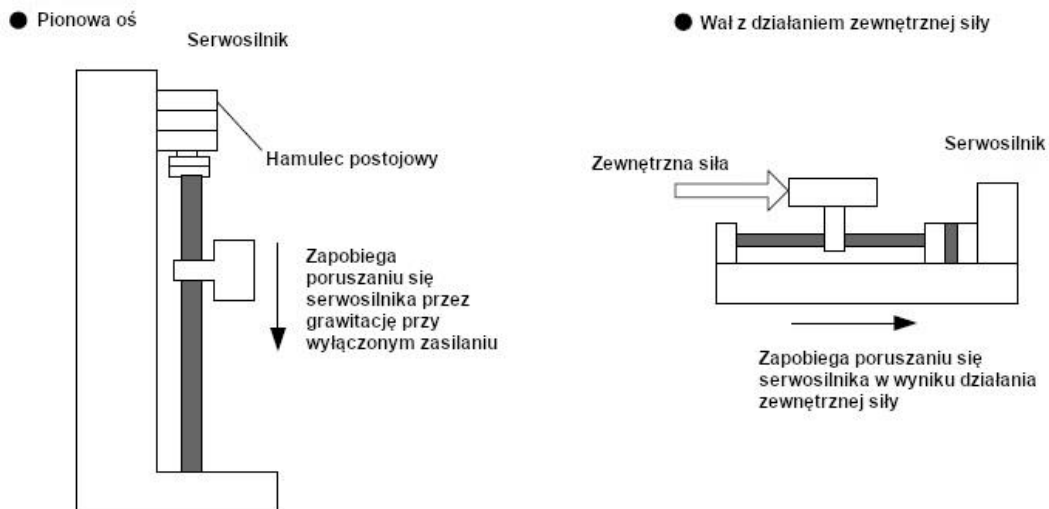 ● Pionowa oś
Serwosilnik
Hamulec postojowy
Zapobiega
poruszaniu się
serwosilnika przez
grawitację przy
wyłączonym zasilaniu
● Wał z działaniem zewnętrznej siły
Serwosilnik
Zewnętrzna siła
Zapobiega poruszaniu się
serwosilnika w wyniku działania
zewnętrznej siły